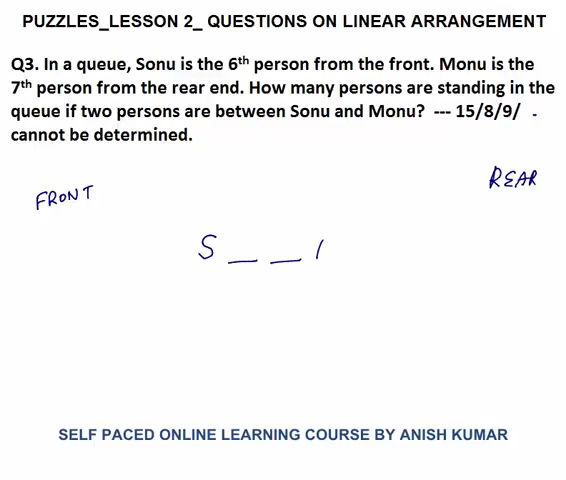 PUZZLES_LESSON 2_ QUESTIONS ON LINEAR ARRANGEMENT
Q3. In a queue, Sonu is the 6th person from the front. Monu is the
7th person from the rear end. How many persons are standing in the
queue if two persons are between Sonu and Monu? --- 15/8/9/ .
cannot be determined.
REAR
FRONT
S _ _ /
SELF PACED ONLINE LEARNING COURSE BY ANISH KUMAR